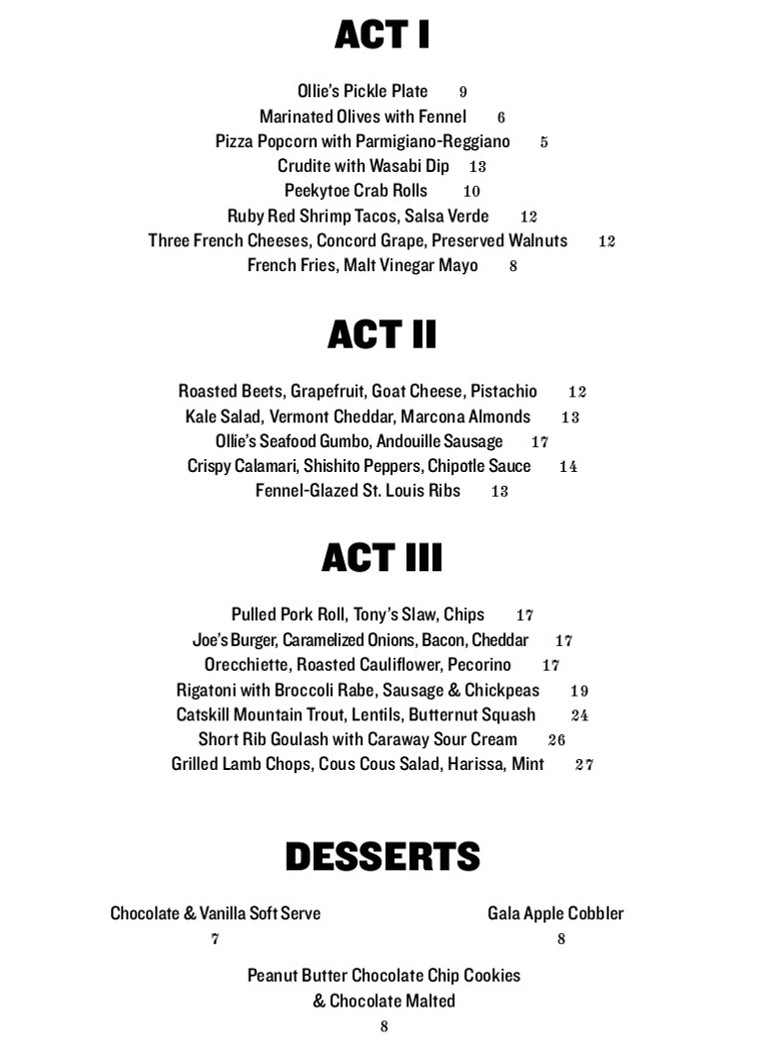 ACT I
Ollie's Pickle Plate 9
Marinated Olives with Fennel 6
Pizza Popcorn with Parmigiano-Reggiano 5
Crudite with Wasabi Dip 13
Peekytoe Crab Rolls 10
Ruby Red Shrimp Tacos, Salsa Verde 12
Three French Cheeses, Concord Grape, Preserved Walnuts 12
French Fries, Malt Vinegar Mayo 8
ACT II
Roasted Beets, Grapefruit, Goat Cheese, Pistachio 12
Kale Salad, Vermont Cheddar, Marcona Almonds 13
Ollie's Seafood Gumbo, Andouille Sausage 17
Crispy Calamari, Shishito Peppers, Chipotle Sauce 14
Fennel-Glazed St. Louis Ribs 13
ACT III
Pulled Pork Roll, Tony's Slaw, Chips 17
Joe's Burger, Caramelized Onions, Bacon, Cheddar 17
Orecchiette, Roasted Cauliflower, Pecorino 17
Rigatoni with Broccoli Rabe, Sausage & Chickpeas 19
Catskill Mountain Trout, Lentils, Butternut Squash 24
Short Rib Goulash with Caraway Sour Cream 26
Grilled Lamb Chops, Cous Cous Salad, Harissa, Mint 27
DESSERTS
Chocolate & Vanilla Soft Serve
7
Gala Apple Cobbler
8
Peanut Butter Chocolate Chip Cookies
& Chocolate Malted
8